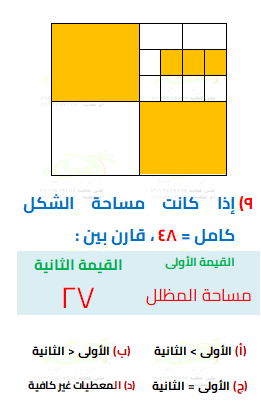 ٩) إذا كانت مساحة الشكل
كامل = ٤٨ ، قارن بين :
القيمة الأولى
القيمة الثانية
مساحة المظلل
٢٧
(أ) الأولى > الثانية
(ب) الأولى < الثانية
(ج) الأولى = الثانية
(د) المعطيات غير كافية